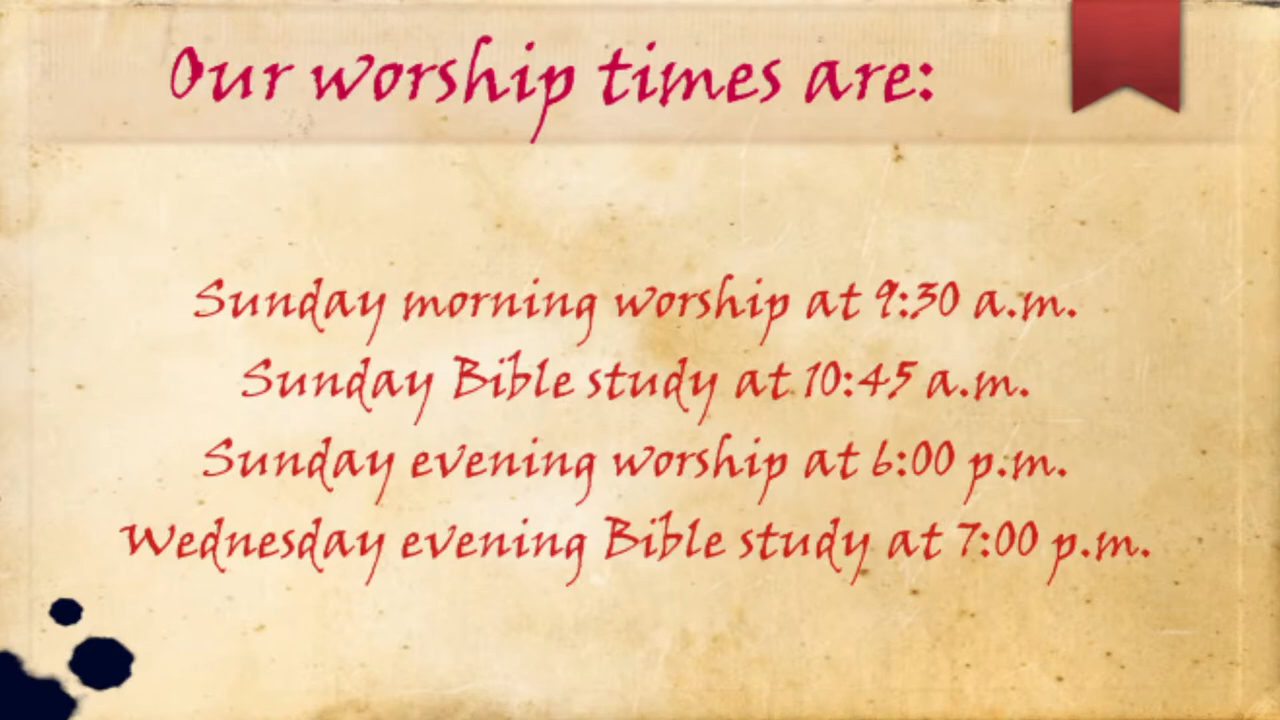 Our worship times are:
Sunday morning worship at 9:30 a.m.
Sunday Bible study at 10:45 a.m.
Sunday evening worship at 6:00 p.m.
Wednesday evening Bible study at 7:00 p.m.